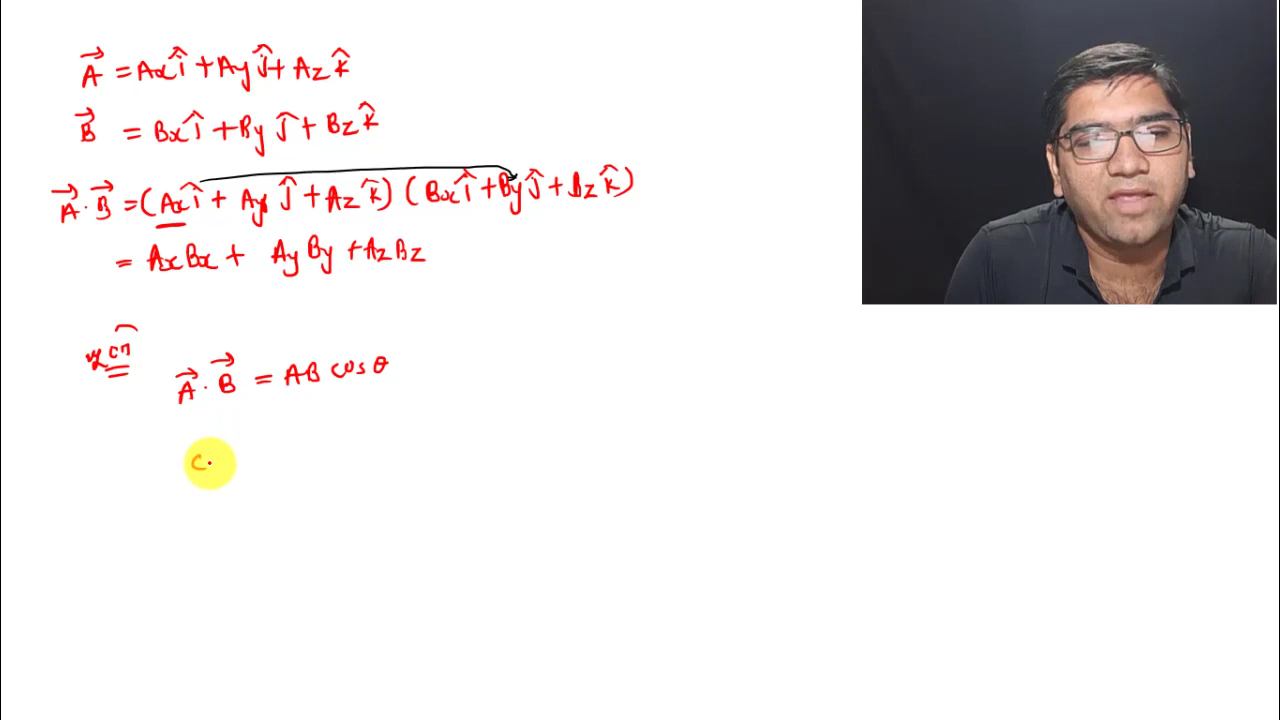 A⃗ = Axî + Ayĵ + Azk̂
B⃗ = Bxî + Byĵ + Bzk̂
A⃗ · B⃗ = (Axî + Ayĵ + Azk̂) (Bxî + Byĵ + Bzk̂)
= AxBx + AyBy + AzBz
A⃗ · B⃗ = AB cos θ
C